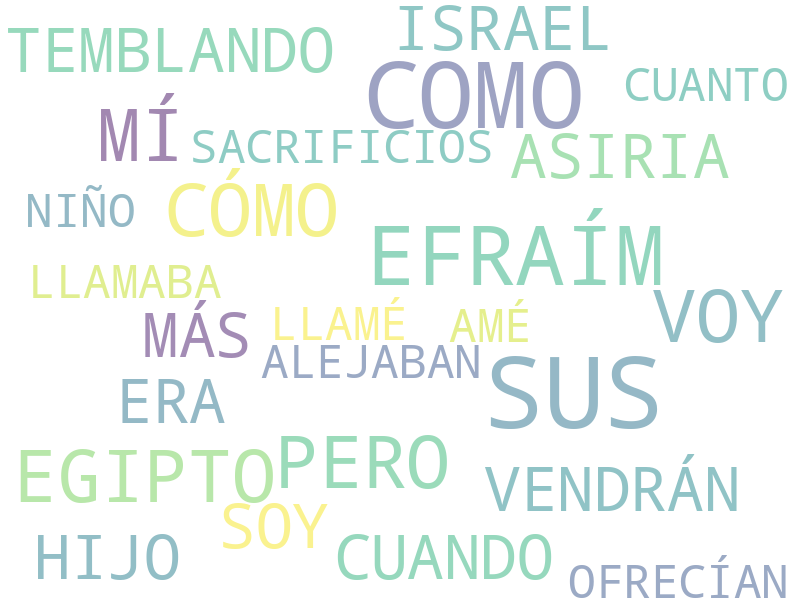 TEMBLANDO ISRAEL
COMO CUANTO
MÍ SACRIFICIOS ASIRIA
NIÑO CÓMO
EFRAÍM
LLAMABA VOY
MÁS LLAMÉ AMÉ
ALEJABAN
ERA SUS
EGIPTO PERO
VENDRÁN
SOY
HIJO CUANDO
OFRECÍAN